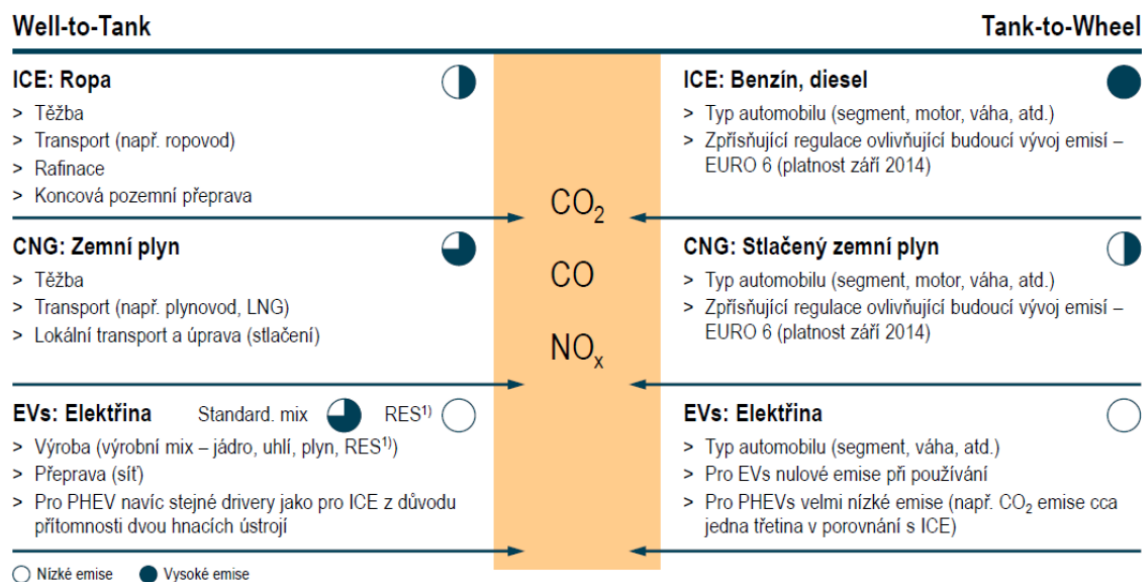 Well-to-Tank
Tank-to-Wheel
ICE: Ropa
> Těžba
> Transport (např. ropovod)
> Rafinace
> Koncová pozemní přeprava
ICE: Benzín, diesel
> Typ automobilu (segment, motor, váha, atd.)
> Zpřísňující regulace ovlivňující budoucí vývoj emisí –
EURO 6 (platnost září 2014)
CO₂
CO
NOₓ
CNG: Zemní plyn
> Těžba
> Transport (např. plynovod, LNG)
> Lokální transport a úprava (stlačení)
CNG: Stlačený zemní plyn
> Typ automobilu (segment, motor, váha, atd.)
> Zpřísňující regulace ovlivňující budoucí vývoj emisí –
EURO 6 (platnost září 2014)
EVs: Elektřina Standard. mix RES¹⁾
> Výroba (výrobní mix – jádro, uhlí, plyn, RES¹⁾)
> Přeprava (síť)
> Pro PHEV navíc stejné drivery jako pro ICE z důvodu
přítomnosti dvou hnacích ústrojí
EVs: Elektřina
> Typ automobilu (segment, váha, atd.)
> Pro EVs nulové emise při používání
> Pro PHEVs velmi nízké emise (např. CO₂ emise cca
jedna třetina v porovnání s ICE)
Nízké emise Vysoké emise